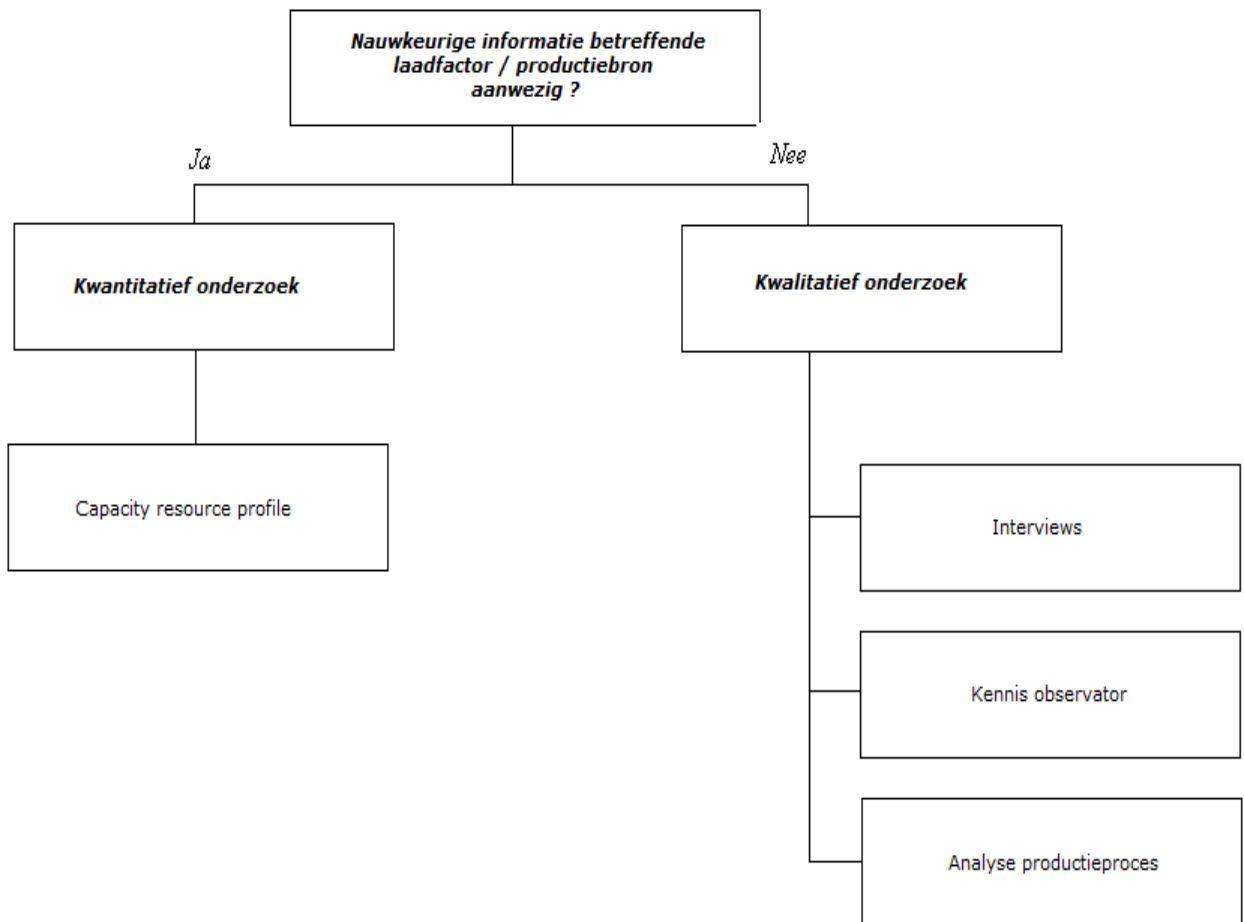 Nauwkeurige informatie betreffende
laadfactor / productiebron
aanwezig ?
Ja
Nee
Kwantitatief onderzoek
Kwalitatief onderzoek
Capacity resource profile
Interviews
Kennis observator
Analyse productieproces